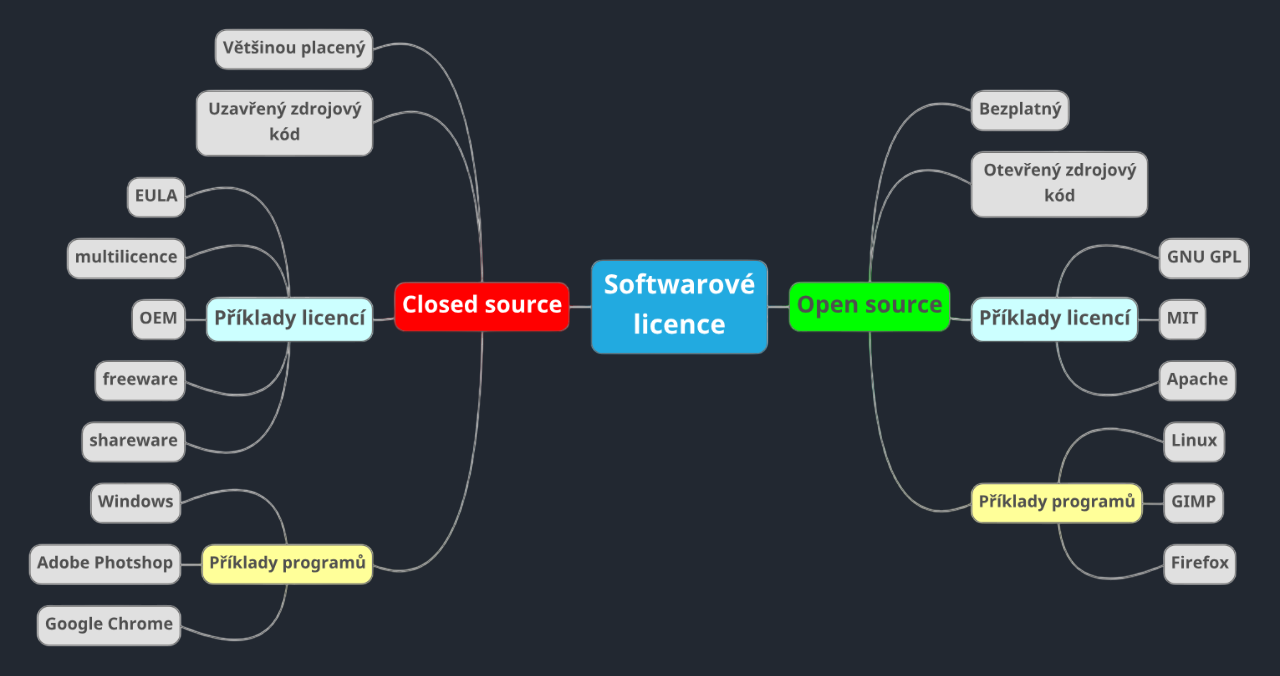 Softwarové
licence
Closed source
Většinou placený
Uzavřený zdrojový
kód
Příklady licencí
EULA
multilicence
OEM
freeware
shareware
Příklady programů
Windows
Adobe Photshop
Google Chrome
Open source
Bezplatný
Otevřený zdrojový
kód
Příklady licencí
GNU GPL
MIT
Apache
Příklady programů
Linux
GIMP
Firefox